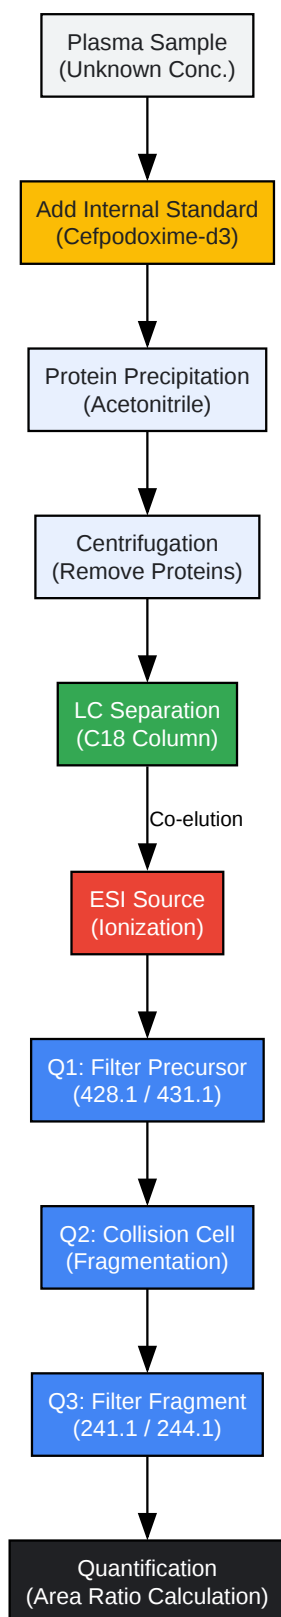 Plasma Sample
(Unknown Conc.)
Add Internal Standard
(Cefpodoxime-d3)
Protein Precipitation
(Acetonitrile)
Centrifugation
(Remove Proteins)
LC Separation
(C18 Column)
Co-elution
ESI Source
(Ionization)
Q1: Filter Precursor
(428.1 / 431.1)
Q2: Collision Cell
(Fragmentation)
Q3: Filter Fragment
(241.1 / 244.1)
Quantification
(Area Ratio Calculation)